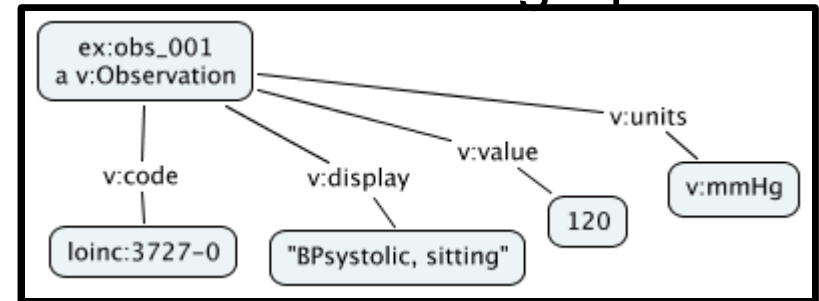 ex:obs_001
a v:Observation
v:units
v:value
v:code
v:display
v:mmHg
120
loinc:3727-0
"BPsystolic, sitting"